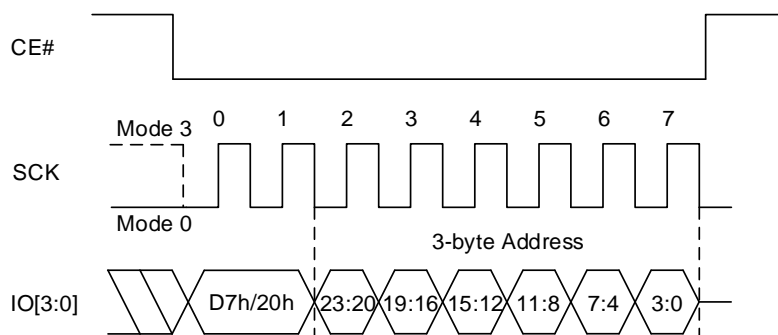 CE#
Mode 3
0 1 2 3 4 5 6 7
SCK
Mode 0
3-byte Address
IO[3:0]
D7h/20h 23:20 19:16 15:12 11:8 7:4 3:0